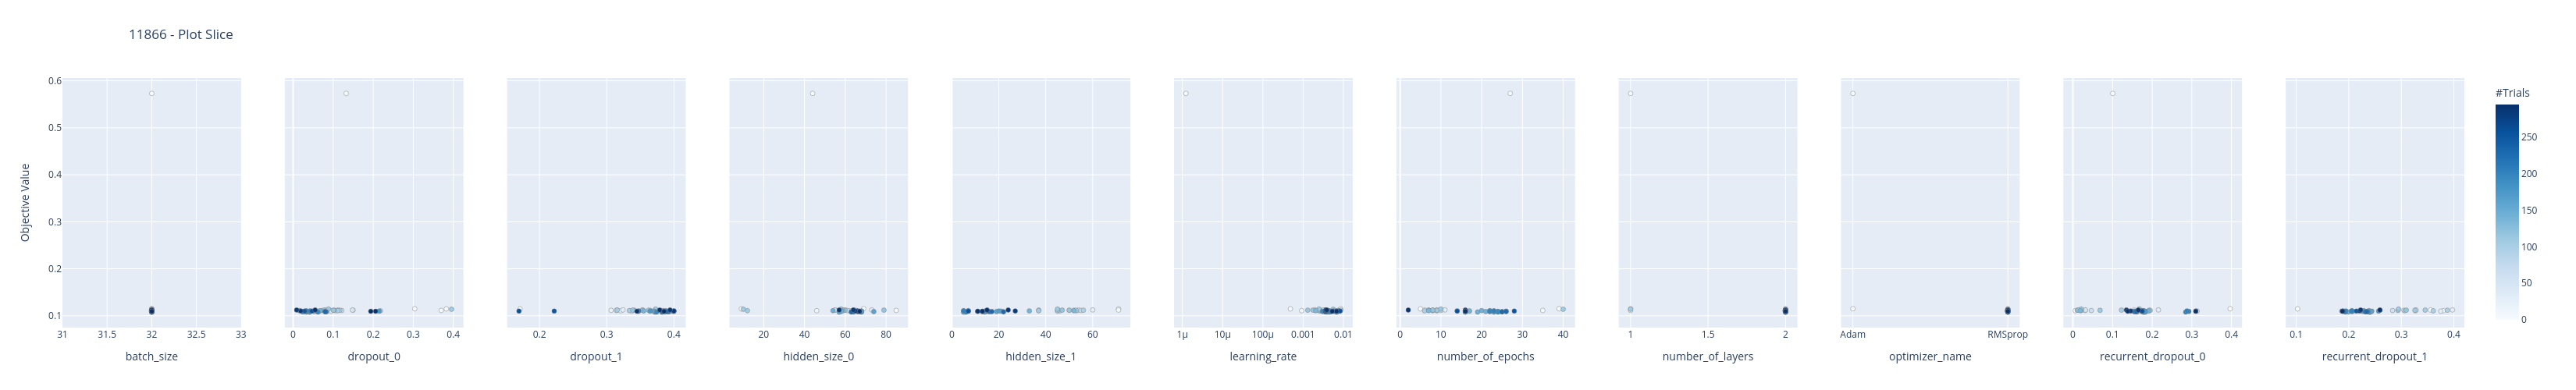 11866 - Plot Slice
#Trials
Objective Value
0.6
0.5
0.4
0.3
0.2
0.1
250
200
150
100
50
0
31 31.5 32 32.5 33
0 0.1 0.2 0.3 0.4
0.2 0.3 0.4
20 40 60 80
0 20 40 60
1μ 10μ 100μ 0.001 0.01
0 10 20 30 40
1 1.5 2
Adam RMSprop
0 0.1 0.2 0.3 0.4
0.1 0.2 0.3 0.4
batch_size
dropout_0
dropout_1
hidden_size_0
hidden_size_1
learning_rate
number_of_epochs
number_of_layers
optimizer_name
recurrent_dropout_0
recurrent_dropout_1